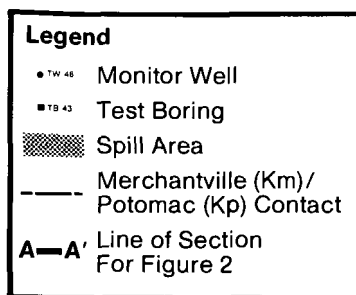 Legend
TW 46 Monitor Well
TB 43 Test Boring
Spill Area
Merchantville (Km)/
Potomac (Kp) Contact
A—A' Line of Section
For Figure 2